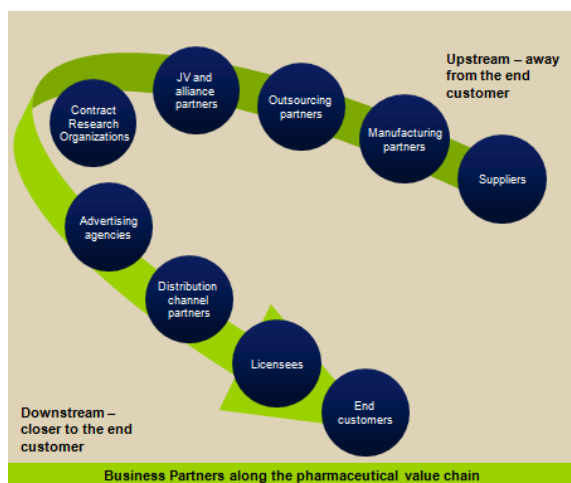 Upstream – away
from the end
customer
JV and
alliance
partners
Outsourcing
partners
Contract
Research
Organizations
Manufacturing
partners
Suppliers
Advertising
agencies
Distribution
channel
partners
Licensees
End
customers
Downstream –
closer to the end
customer
Business Partners along the pharmaceutical value chain